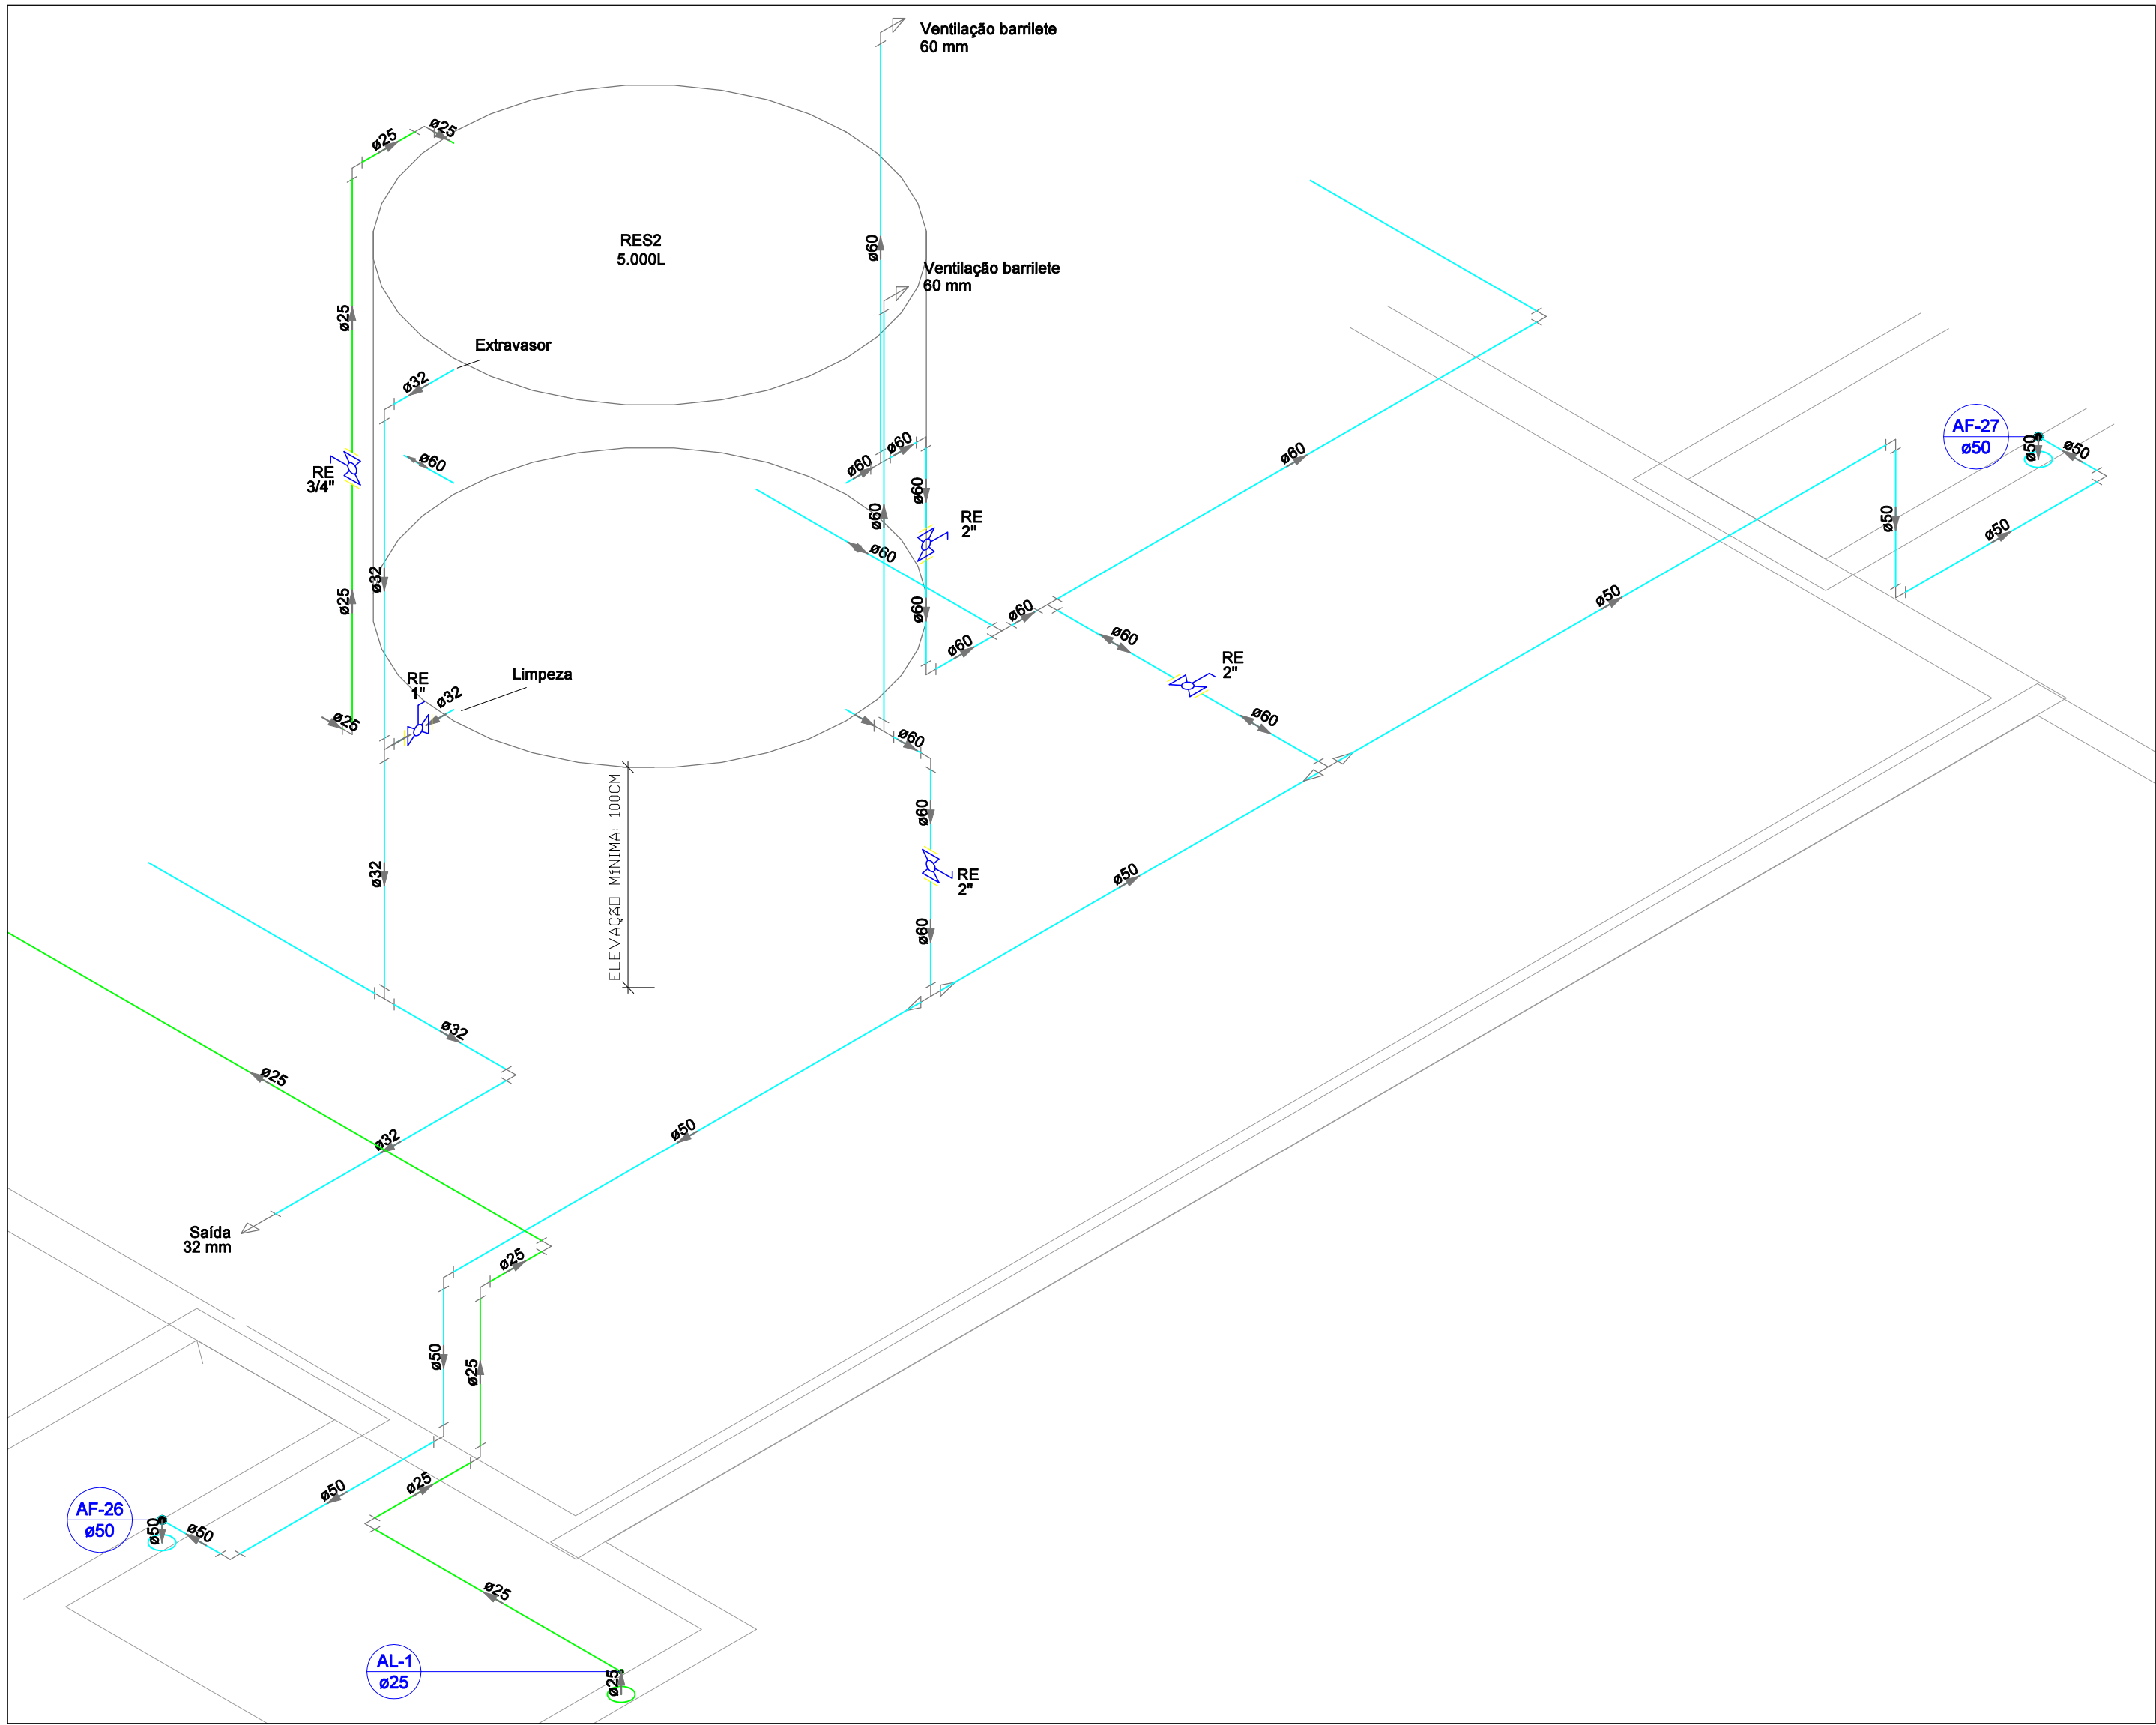 Ventilação barrilete
60 mm
ø25
ø25
RES2
5.000L
ø60
Ventilação barrilete
60 mm
ø25
Extravasor
ø32
ø60
ø60
ø60
ø60
RE
3/4"
ø60
ø60
RE
2"
ø60
ø32
ø25
ø60
ø60
ø60
ø60
RE
2"
ø60
RE
1"
ø32
Limpeza
ø25
ø60
ø60
RE
2"
ø60
ELEVAÇÃO MÍNIMA: 100CM
ø32
ø50
ø50
AF-27
ø50
ø50
ø50
ø50
ø50
ø32
ø25
ø50
ø32
Saída
32 mm
ø25
ø50
ø25
ø25
ø50
AF-26
ø50
ø50
ø50
ø25
AL-1
ø25
ø25